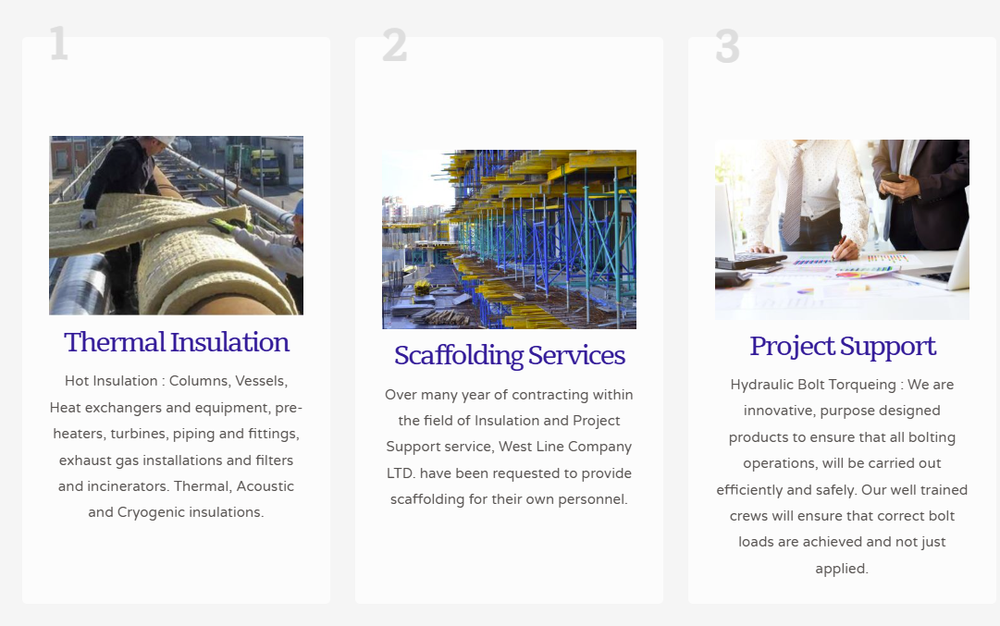 1
Thermal Insulation
Hot Insulation : Columns, Vessels,
Heat exchangers and equipment, pre-
heaters, turbines, piping and fittings,
exhaust gas installations and filters
and incinerators. Thermal, Acoustic
and Cryogenic insulations.
2
Scaffolding Services
Over many year of contracting within
the field of Insulation and Project
Support service, West Line Company
LTD. have been requested to provide
scaffolding for their own personnel.
3
Project Support
Hydraulic Bolt Torqueing : We are
innovative, purpose designed
products to ensure that all bolting
operations, will be carried out
efficiently and safely. Our well trained
crews will ensure that correct bolt
loads are achieved and not just
applied.